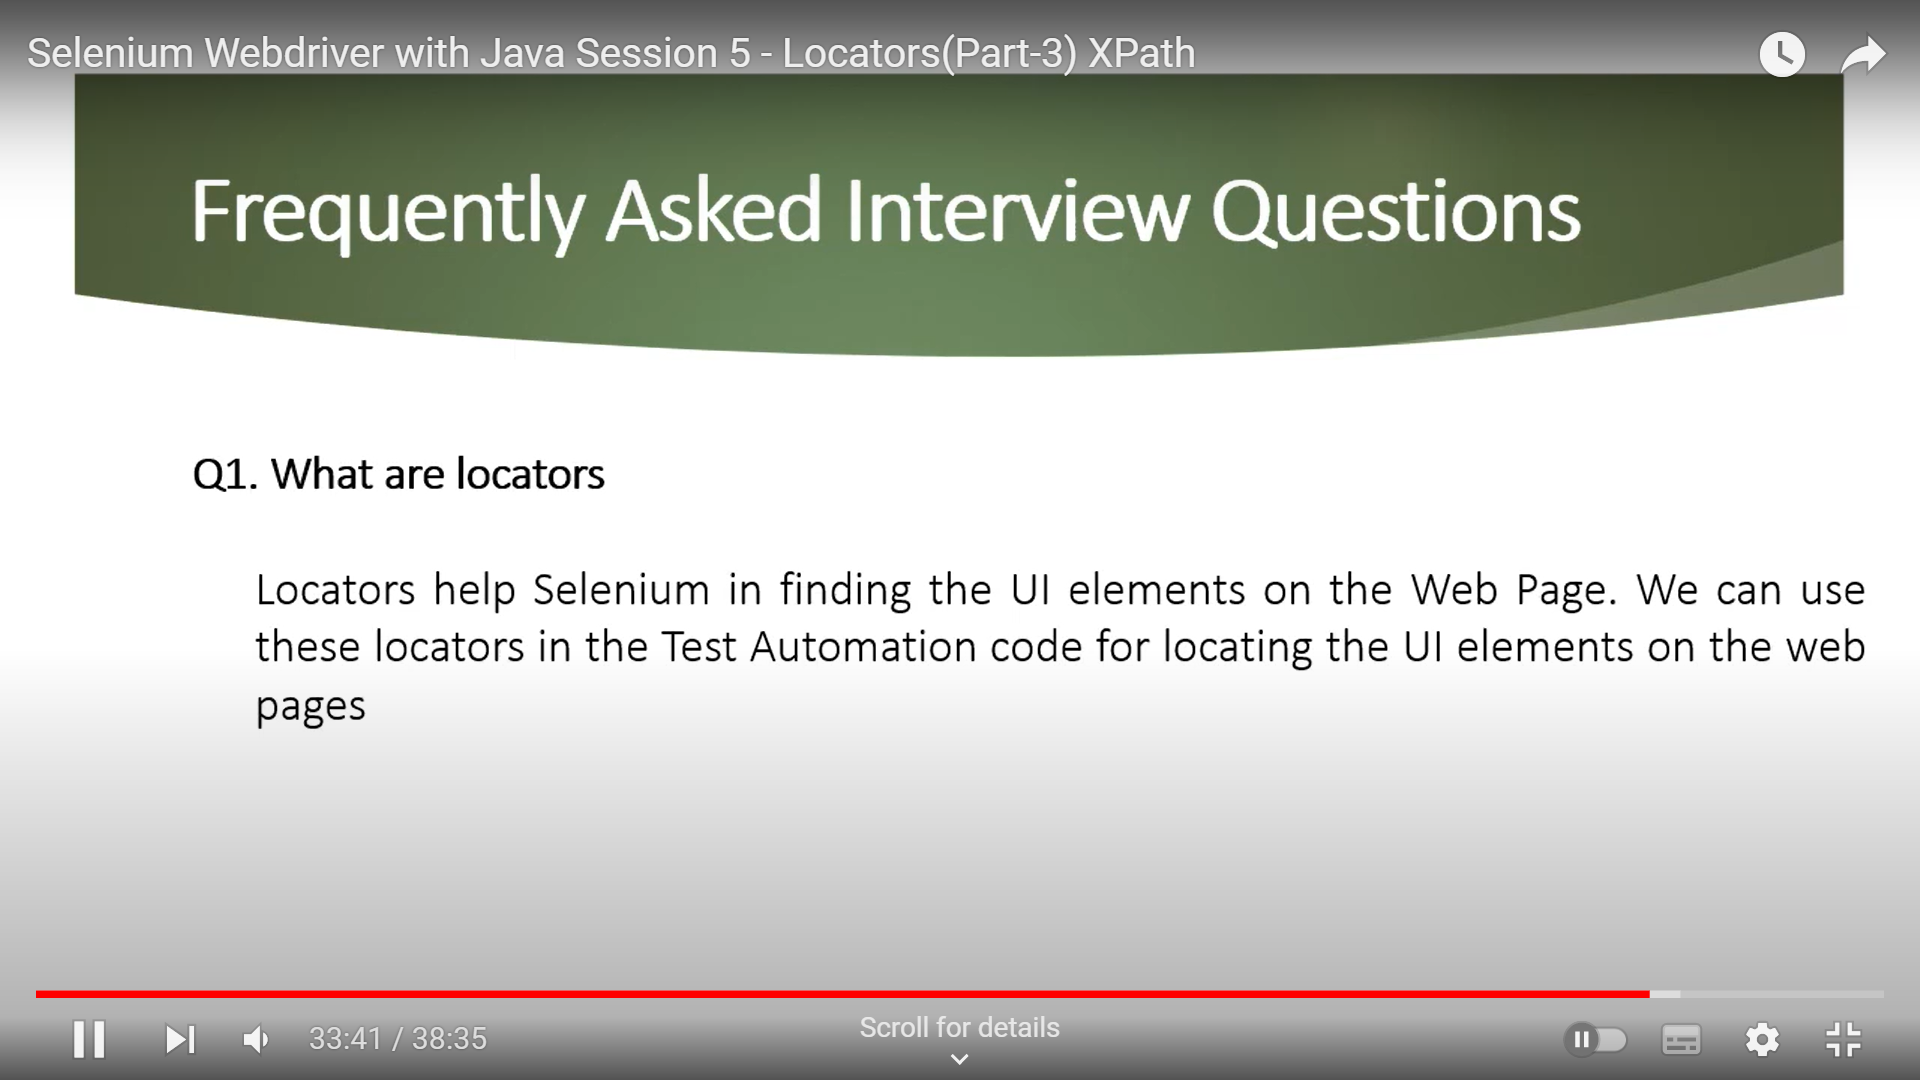 Selenium Webdriver with Java Session 5 - Locators(Part-3) XPath
Frequently Asked Interview Questions
Q1. What are locators
Locators help Selenium in finding the UI elements on the Web Page. We can use
these locators in the Test Automation code for locating the UI elements on the web
pages
33:41 / 38:35
Scroll for details